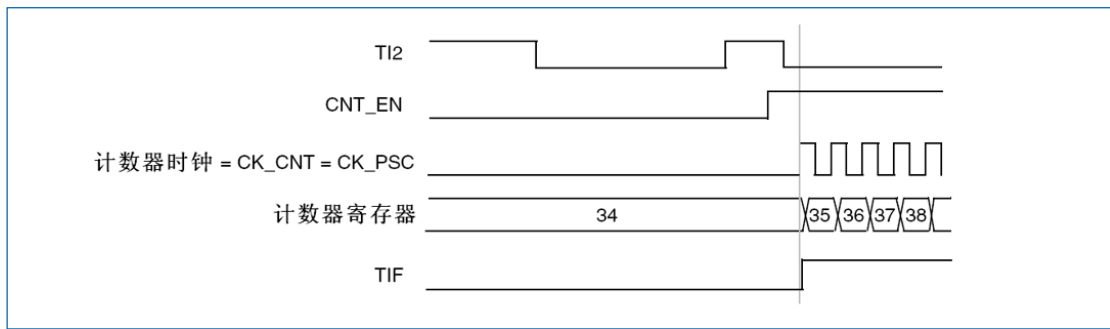 TI2
CNT_EN
计数器时钟 = CK_CNT = CK_PSC
计数器寄存器 34 35 36 37 38
TIF